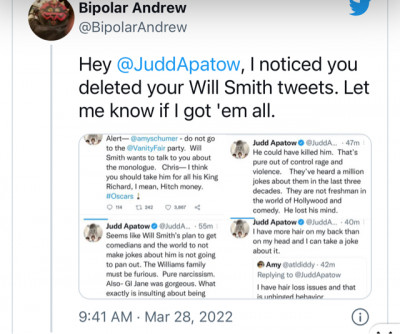 Bipolar Andrew
@BipolarAndrew
Hey @JuddApatow, I noticed you
deleted your Will Smith tweets. Let
me know if I got 'em all.
Alert— @amyschumer - do not go
to the @VanityFair party. Will
Smith wants to talk to you about
the monologue. Chris— I think
you should take him for all his King
Richard, I mean, Hitch money.
#Oscars
114
242
Judd Apatow @JuddA... · 47m
He could have killed him. That's
pure out of control rage and
violence. They've heard a million
jokes about them in the last three
decades. They are not freshman in
the world of Hollywood and
comedy. He lost his mind.
Judd Apatow @JuddA... · 55m
Seems like Will Smith's plan to get
comedians and the world to not
make jokes about him is not going
to pan out. The Williams family
must be furious. Pure narcissism.
Also- GI Jane was gorgeous. What
exactly is insulting about being
Judd Apatow @JuddA... · 40m
I have more hair on my back than
on my head and I can take a joke
about it.
Amy @atldiddy · 42m
Replying to @JuddApatow
I have hair loss issues and that
is unhinged behavior
9:41 AM · Mar 28, 2022